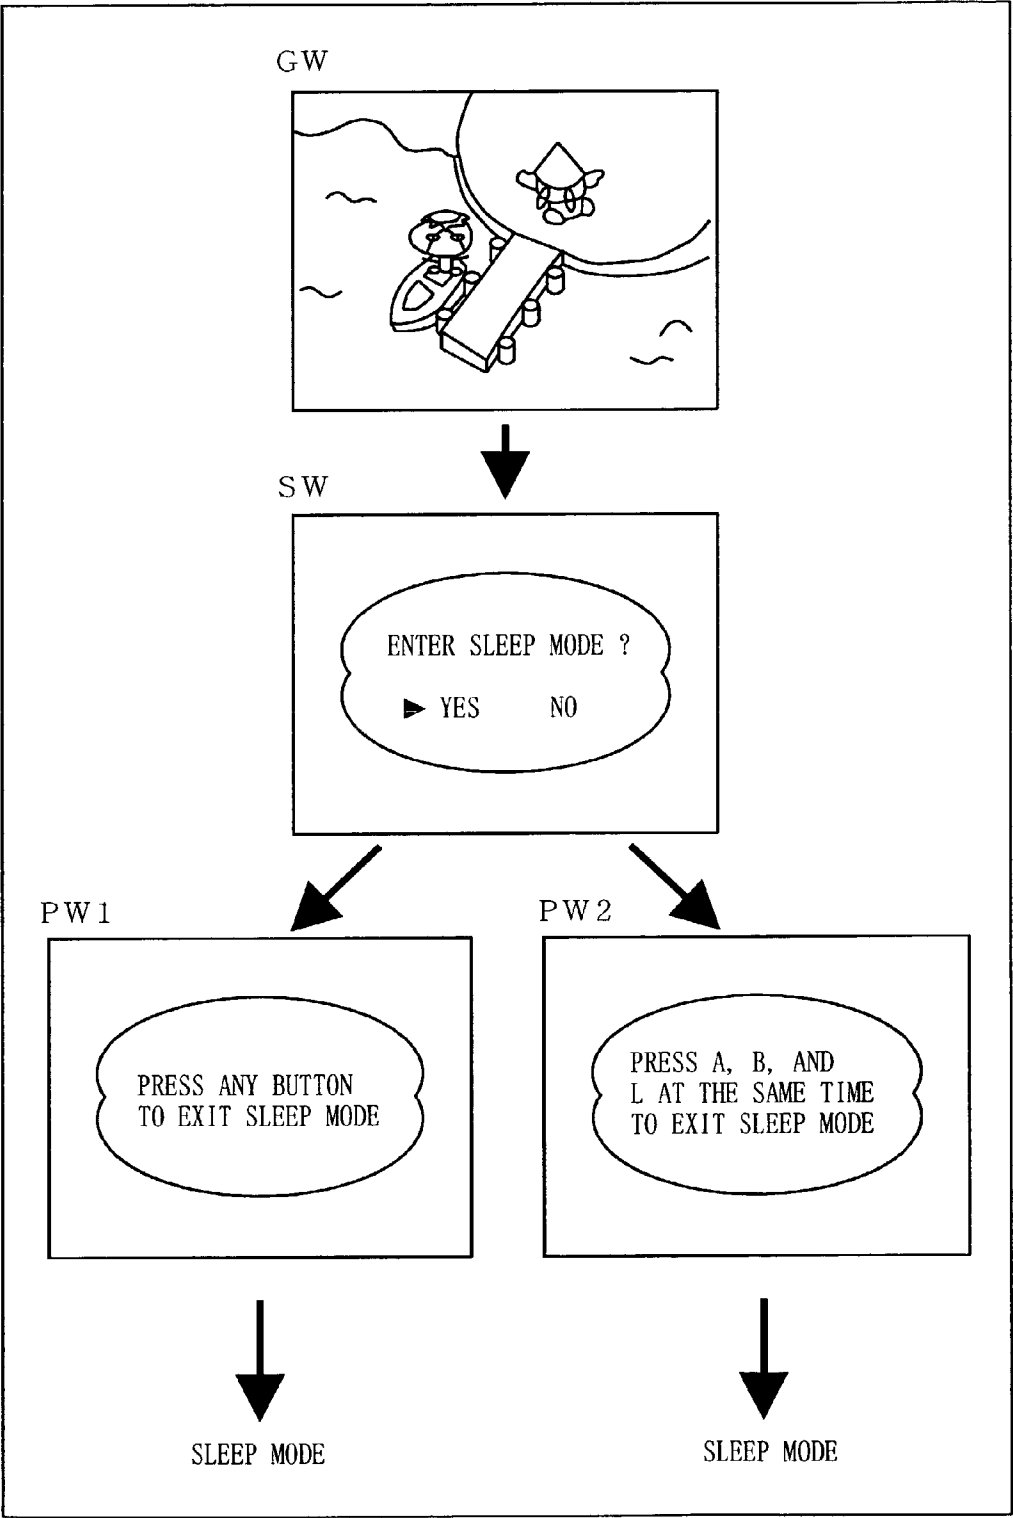 GW
SW
ENTER SLEEP MODE ?
▶ YES NO
PW1
PW2
PRESS ANY BUTTON
TO EXIT SLEEP MODE
PRESS A, B, AND
L AT THE SAME TIME
TO EXIT SLEEP MODE
SLEEP MODE
SLEEP MODE